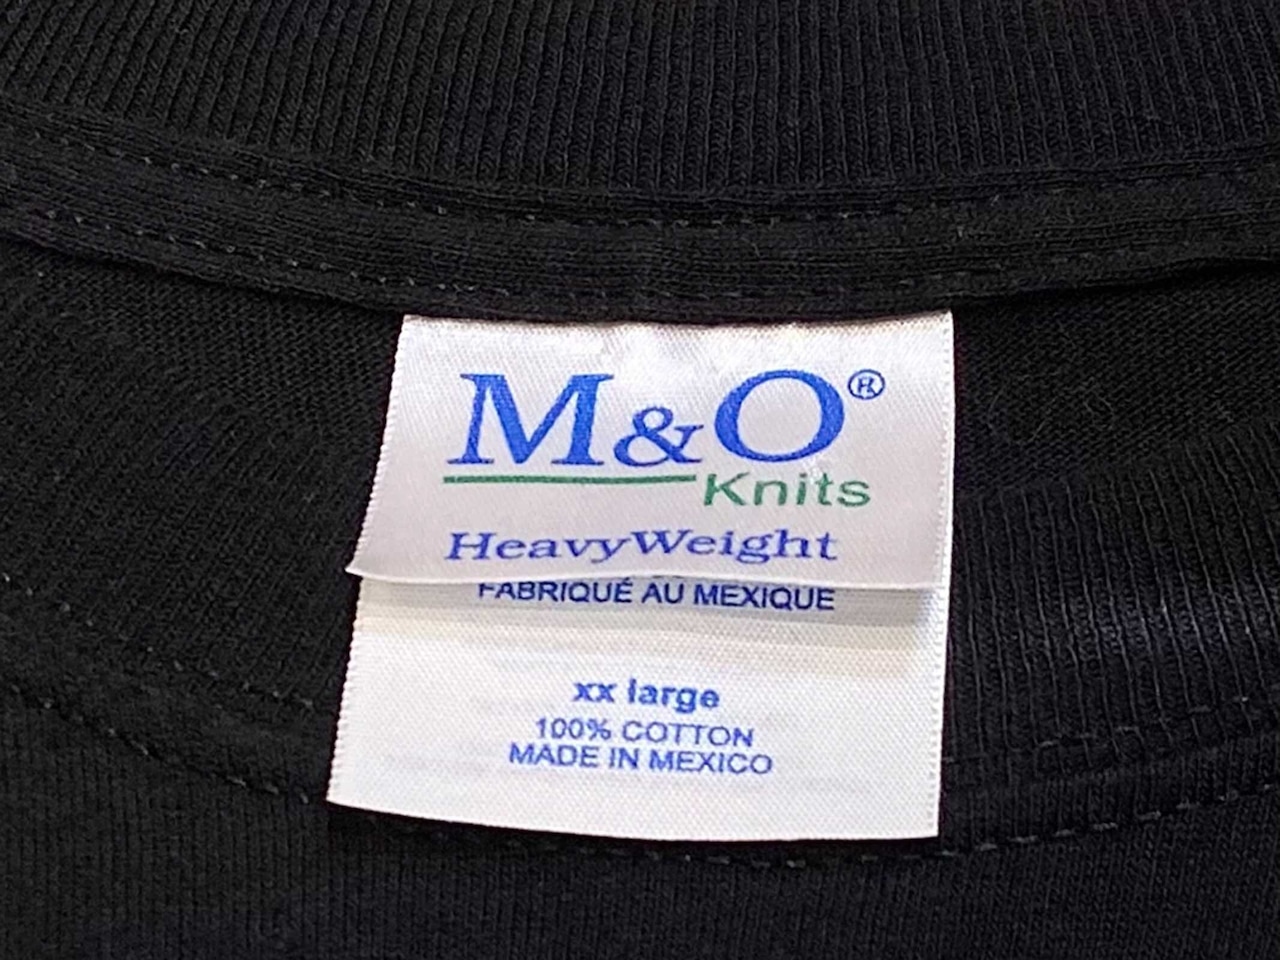 M&O®
Knits
HeavyWeight
FABRIQUÉ AU MEXIQUE
xx large
100% COTTON
MADE IN MEXICO